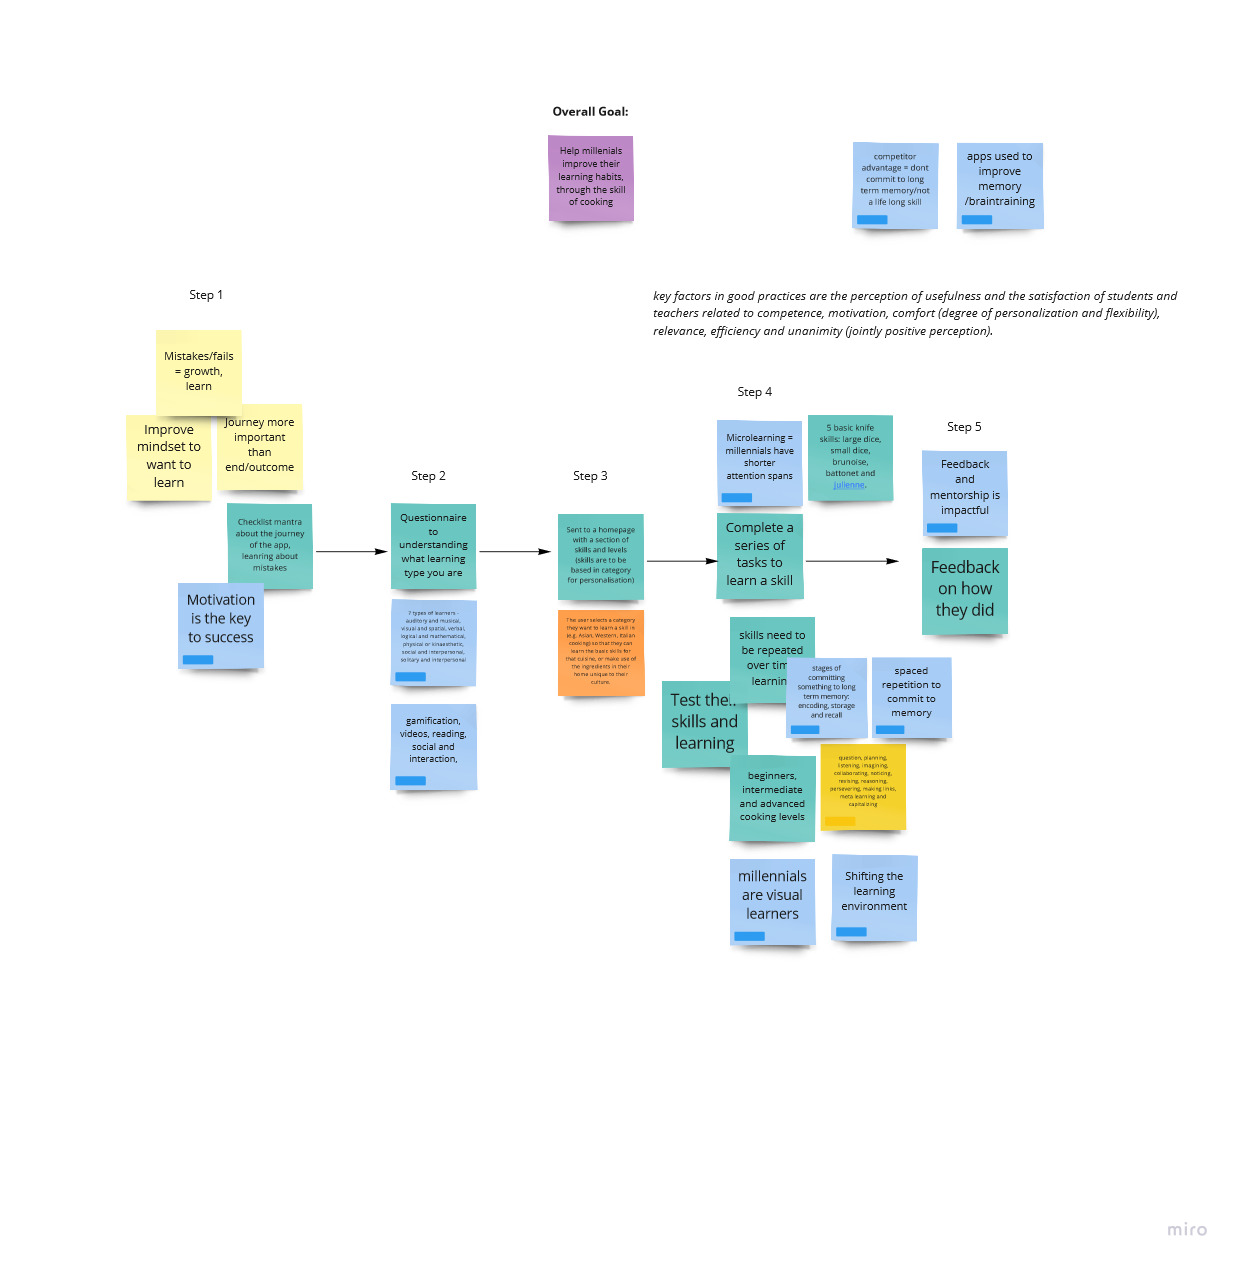 Overall Goal:
Help millenials
improve their
learning habits,
through the skill
of cooking
competitor
advantage = dont
commit to long
term memory/not
a life long skill
apps used to
improve
memory
/braintraining
key factors in good practices are the perception of usefulness and the satisfaction of students and
teachers related to competence, motivation, comfort (degree of personalization and flexibility),
relevance, efficiency and unanimity (jointly positive perception).
Step 1
Mistakes/fails
= growth,
learn
Improve
mindset to
want to
learn
Journey more
important
than
end/outcome
Checklist mantra
about the journey
of the app,
leanring about
mistakes
Motivation
is the key
to success
Step 2
Questionnaire
to
understanding
what learning
type you are
7 types of learners -
auditory and musical,
visual and spatial, verbal,
logical and mathematical,
physical or kinaesthetic,
social and interpersonal,
solitary and interpersonal
gamification,
videos, reading,
social and
interaction,
Step 3
Sent to a homepage
with a section of
skills and levels
(skills are to be
based in category
for personalisation)
The user selects a category
they want to learn a skill in
(e.g. Asian, Western, Italian
cooking) so that they can
learn the basic skills for
that cuisine, or make use of
the ingredients in their
home unique to their
culture.
Step 4
Microlearning =
millennials have
shorter
attention spans
5 basic knife
skills: large dice,
small dice,
brunoise,
battonet and
julienne.
Complete a
series of
tasks to
learn a skill
skills need to
be repeated
over time
learning
Test their
skills and
learning
stages of
committing
something to long
term memory:
encoding, storage
and recall
spaced
repetition to
commit to
memory
beginners,
intermediate
and advanced
cooking levels
question, planning,
listening, imagining,
collaborating, noticing,
revising, reasoning,
persevering, making links,
meta learning and
capitalizing
millennials
are visual
learners
Shifting the
learning
environment
Step 5
Feedback
and
mentorship is
impactful
Feedback
on how
they did
miro